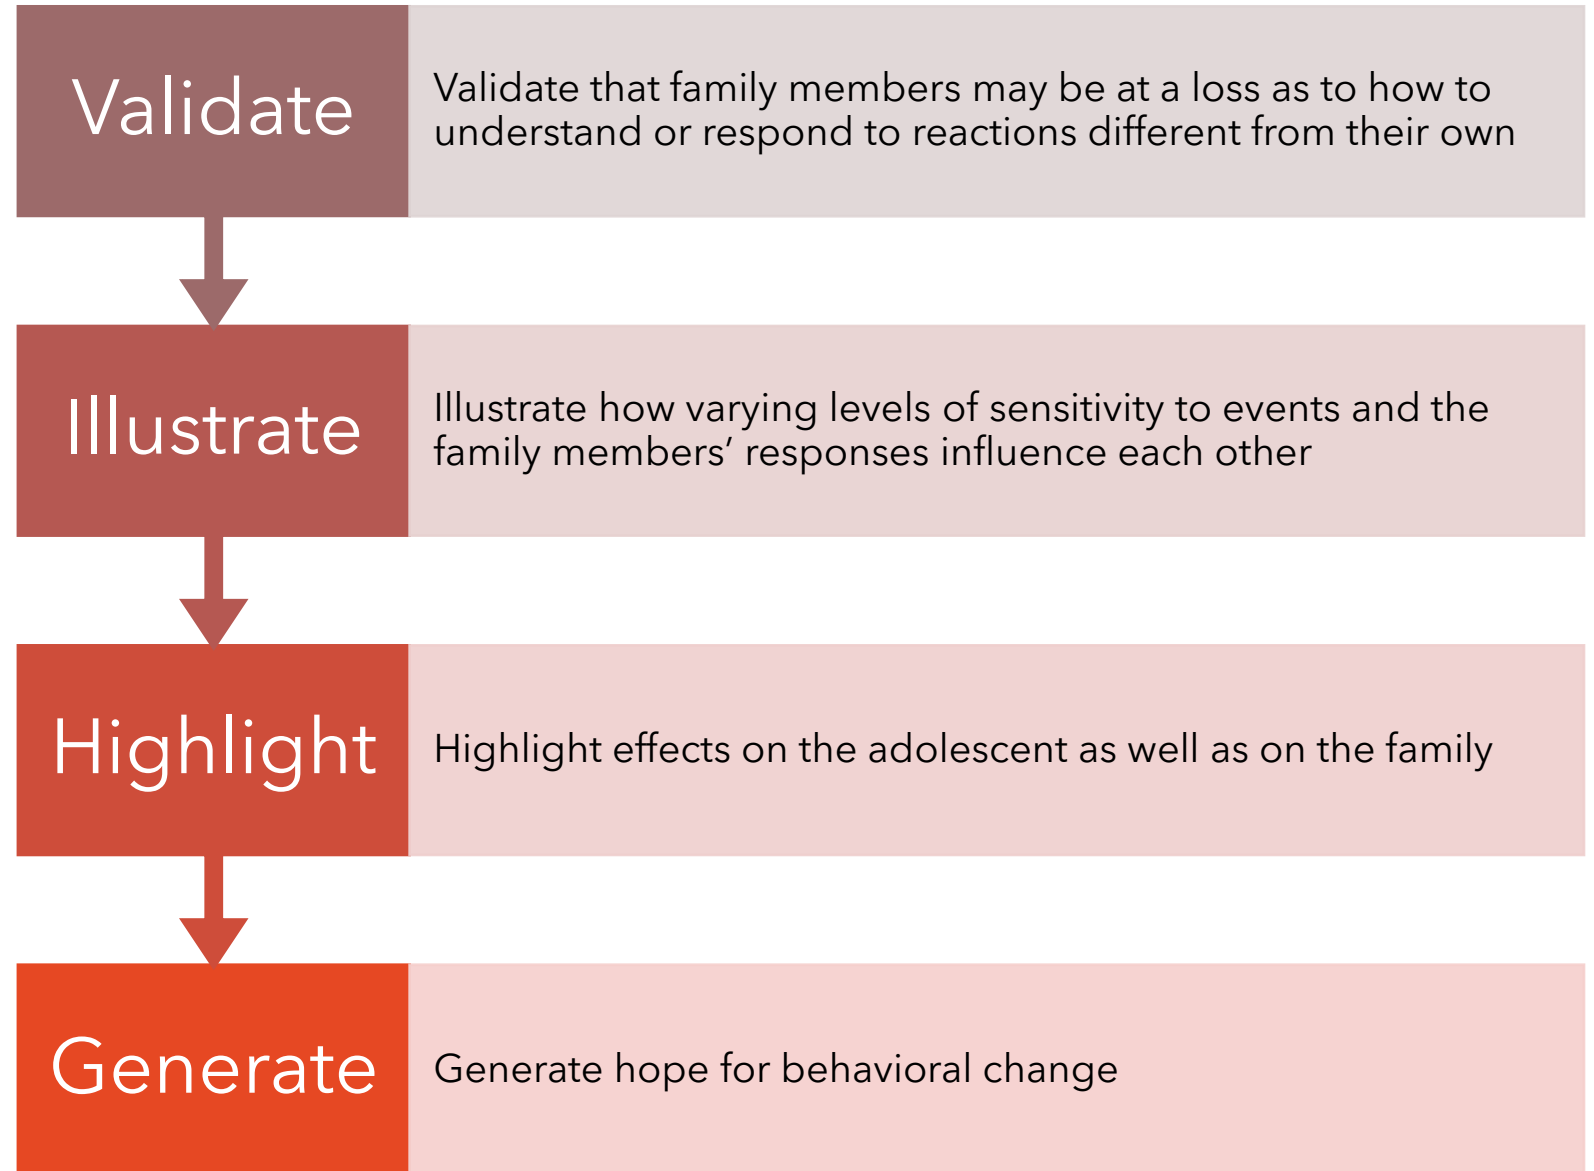 Validate
Validate that family members may be at a loss as to how to
understand or respond to reactions different from their own
Illustrate
Illustrate how varying levels of sensitivity to events and the
family members’ responses influence each other
Highlight
Highlight effects on the adolescent as well as on the family
Generate
Generate hope for behavioral change